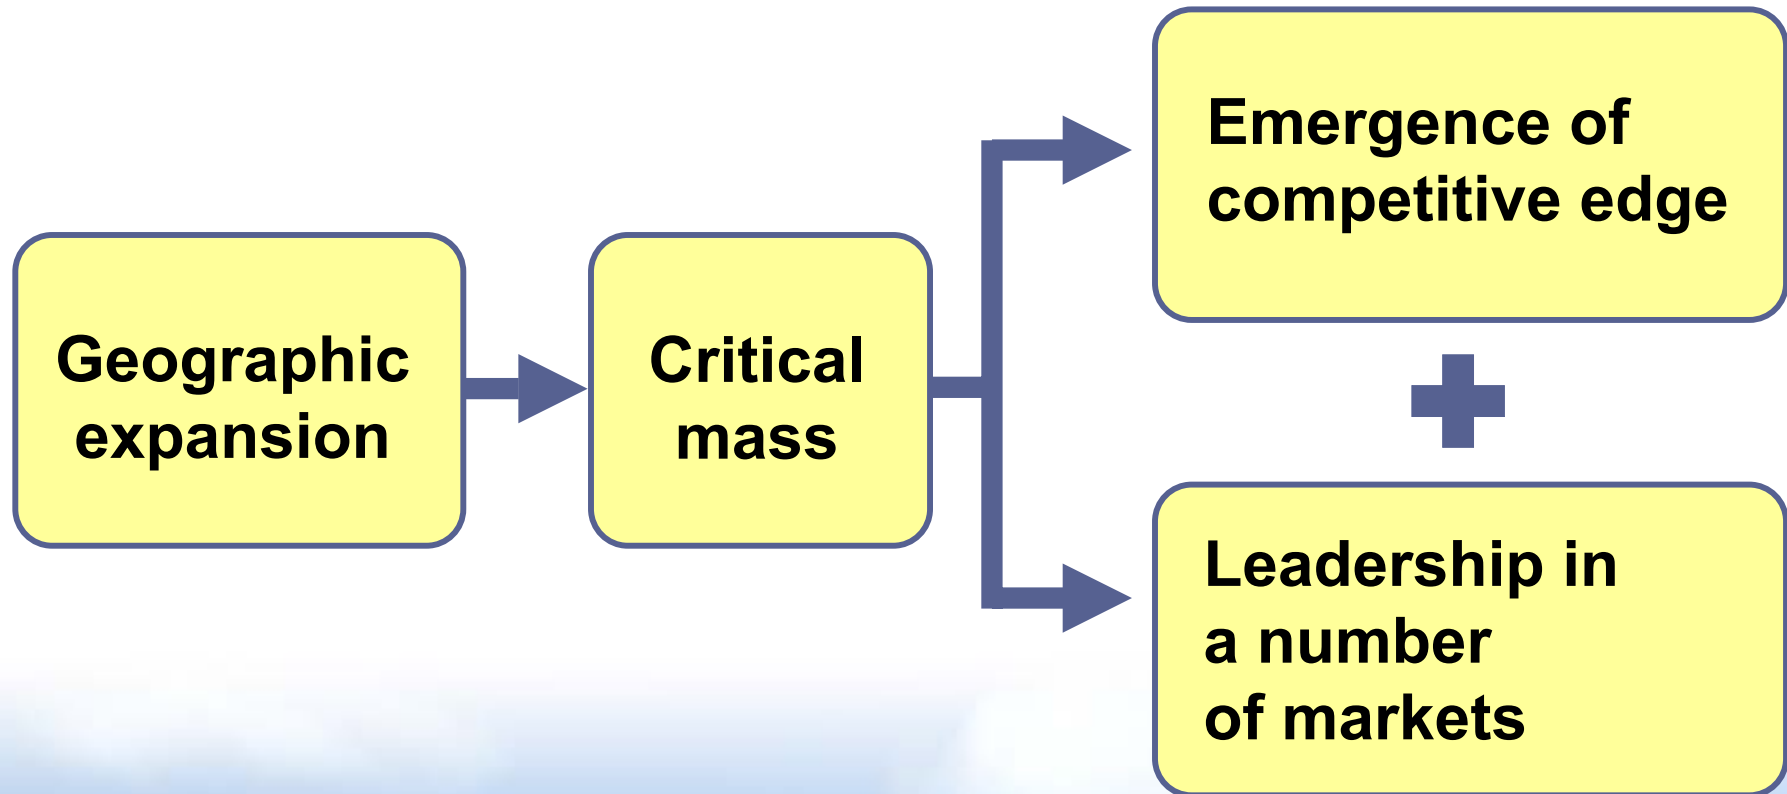 Geographic
expansion
Critical
mass
Emergence of
competitive edge
Leadership in
a number
of markets